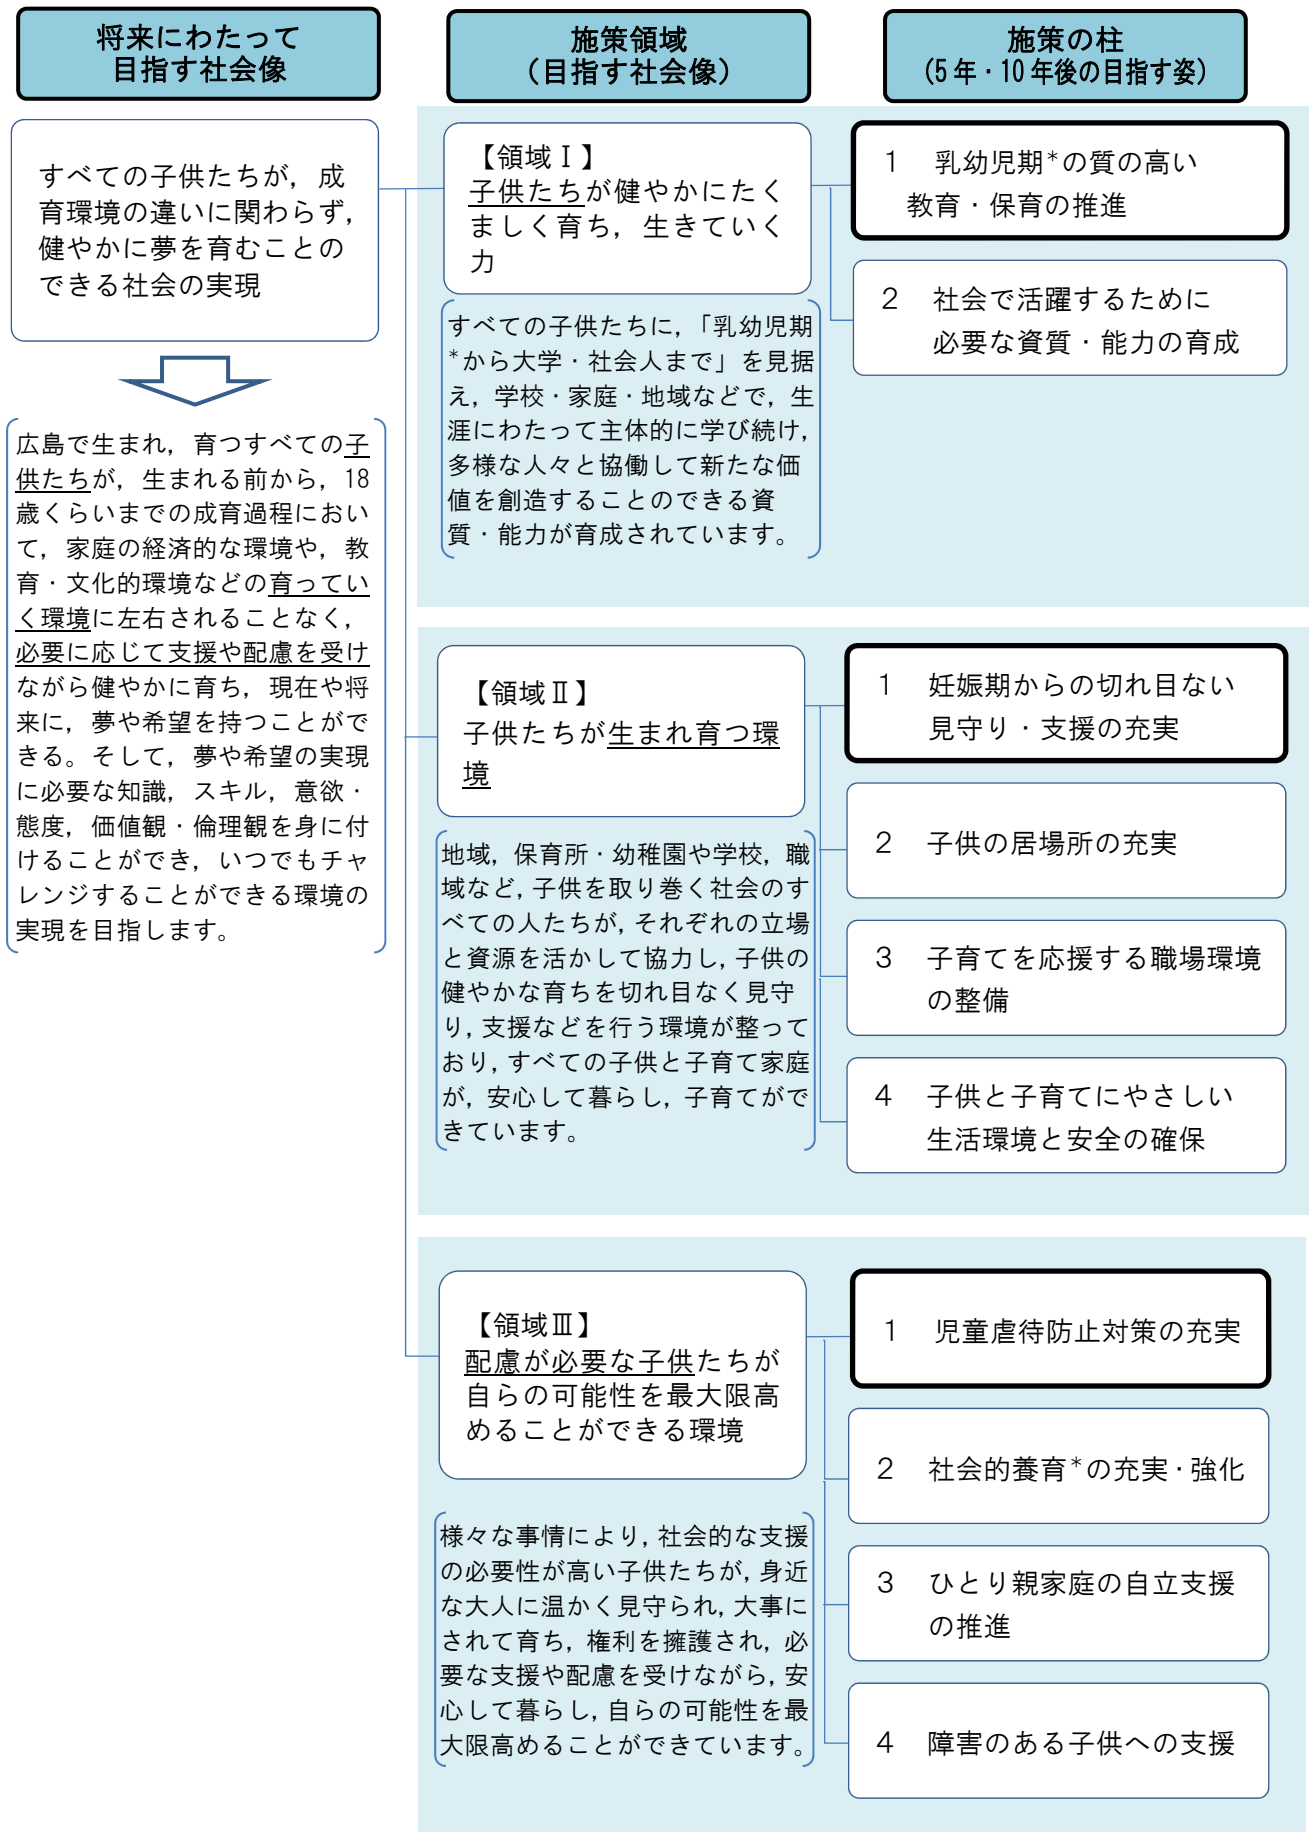 将来にわたって
目指す社会像
施策領域
（目指す社会像）
施策の柱
（5年・10年後の目指す姿）
すべての子供たちが，成
育環境の違いに関わらず，
健やかに夢を育むことの
できる社会の実現
広島で生まれ，育つすべての子
供たちが，生まれる前から，18
歳くらいまでの成育過程におい
て，家庭の経済的な環境や，教
育・文化的環境などの育ってい
く環境に左右されることなく，
必要に応じて支援や配慮を受け
ながら健やかに育ち，現在や将
来に，夢や希望を持つことがで
きる。そして，夢や希望の実現
に必要な知識，スキル，意欲・
態度，価値観・倫理観を身に付
けることができ，いつでもチャ
レンジすることができる環境の
実現を目指します。
【領域Ⅰ】
子供たちが健やかにたく
ましく育ち，生きていく
力
すべての子供たちに，「乳幼児期
*から大学・社会人まで」を見据
え，学校・家庭・地域などで，生
涯にわたって主体的に学び続け，
多様な人々と協働して新たな価
値を創造することのできる資
質・能力が育成されています。
1　乳幼児期*の質の高い
教育・保育の推進
2　社会で活躍するために
必要な資質・能力の育成
【領域Ⅱ】
子供たちが生まれ育つ環
境
地域，保育所・幼稚園や学校，職
域など，子供を取り巻く社会のす
べての人たちが，それぞれの立場
と資源を活かして協力し，子供の
健やかな育ちを切れ目なく見守
り，支援などを行う環境が整って
おり，すべての子供と子育て家庭
が，安心して暮らし，子育てがで
きています。
1　妊娠期からの切れ目ない
見守り・支援の充実
2　子供の居場所の充実
3　子育てを応援する職場環境
の整備
4　子供と子育てにやさしい
生活環境と安全の確保
【領域Ⅲ】
配慮が必要な子供たちが
自らの可能性を最大限高
めることができる環境
様々な事情により，社会的な支援
の必要性が高い子供たちが，身近
な大人に温かく見守られ，大事に
されて育ち，権利を擁護され，必
要な支援や配慮を受けながら，安
心して暮らし，自らの可能性を最
大限高めることができています。
1　児童虐待防止対策の充実
2　社会的養育*の充実・強化
3　ひとり親家庭の自立支援
の推進
4　障害のある子供への支援